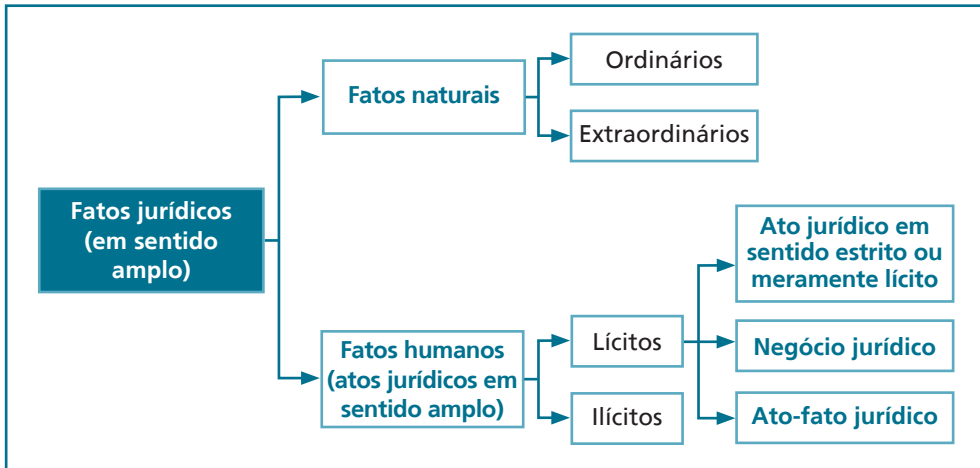 Fatos jurídicos
(em sentido
amplo)
Fatos naturais
Ordinários
Extraordinários
Fatos humanos
(atos jurídicos em
sentido amplo)
Lícitos
Ilícitos
Ato jurídico em
sentido estrito ou
meramente lícito
Negócio jurídico
Ato-fato jurídico